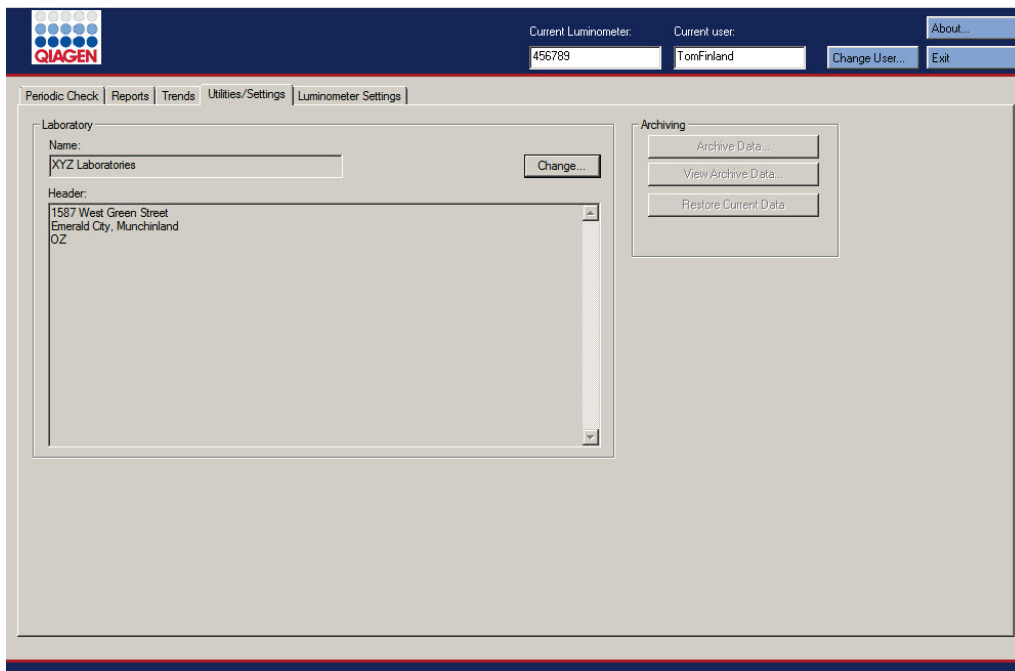 QIAGEN
Current Luminometer:
456789
Current user:
TomFinland
Change User...
About...
Exit
Periodic Check
Reports
Trends
Utilities/Settings
Luminometer Settings
Laboratory
Name:
XYZ Laboratories
Change...
Header:
1587 West Green Street
Emerald City, Munchinland
OZ
Archiving
Archive Data...
View Archive Data...
Restore Current Data